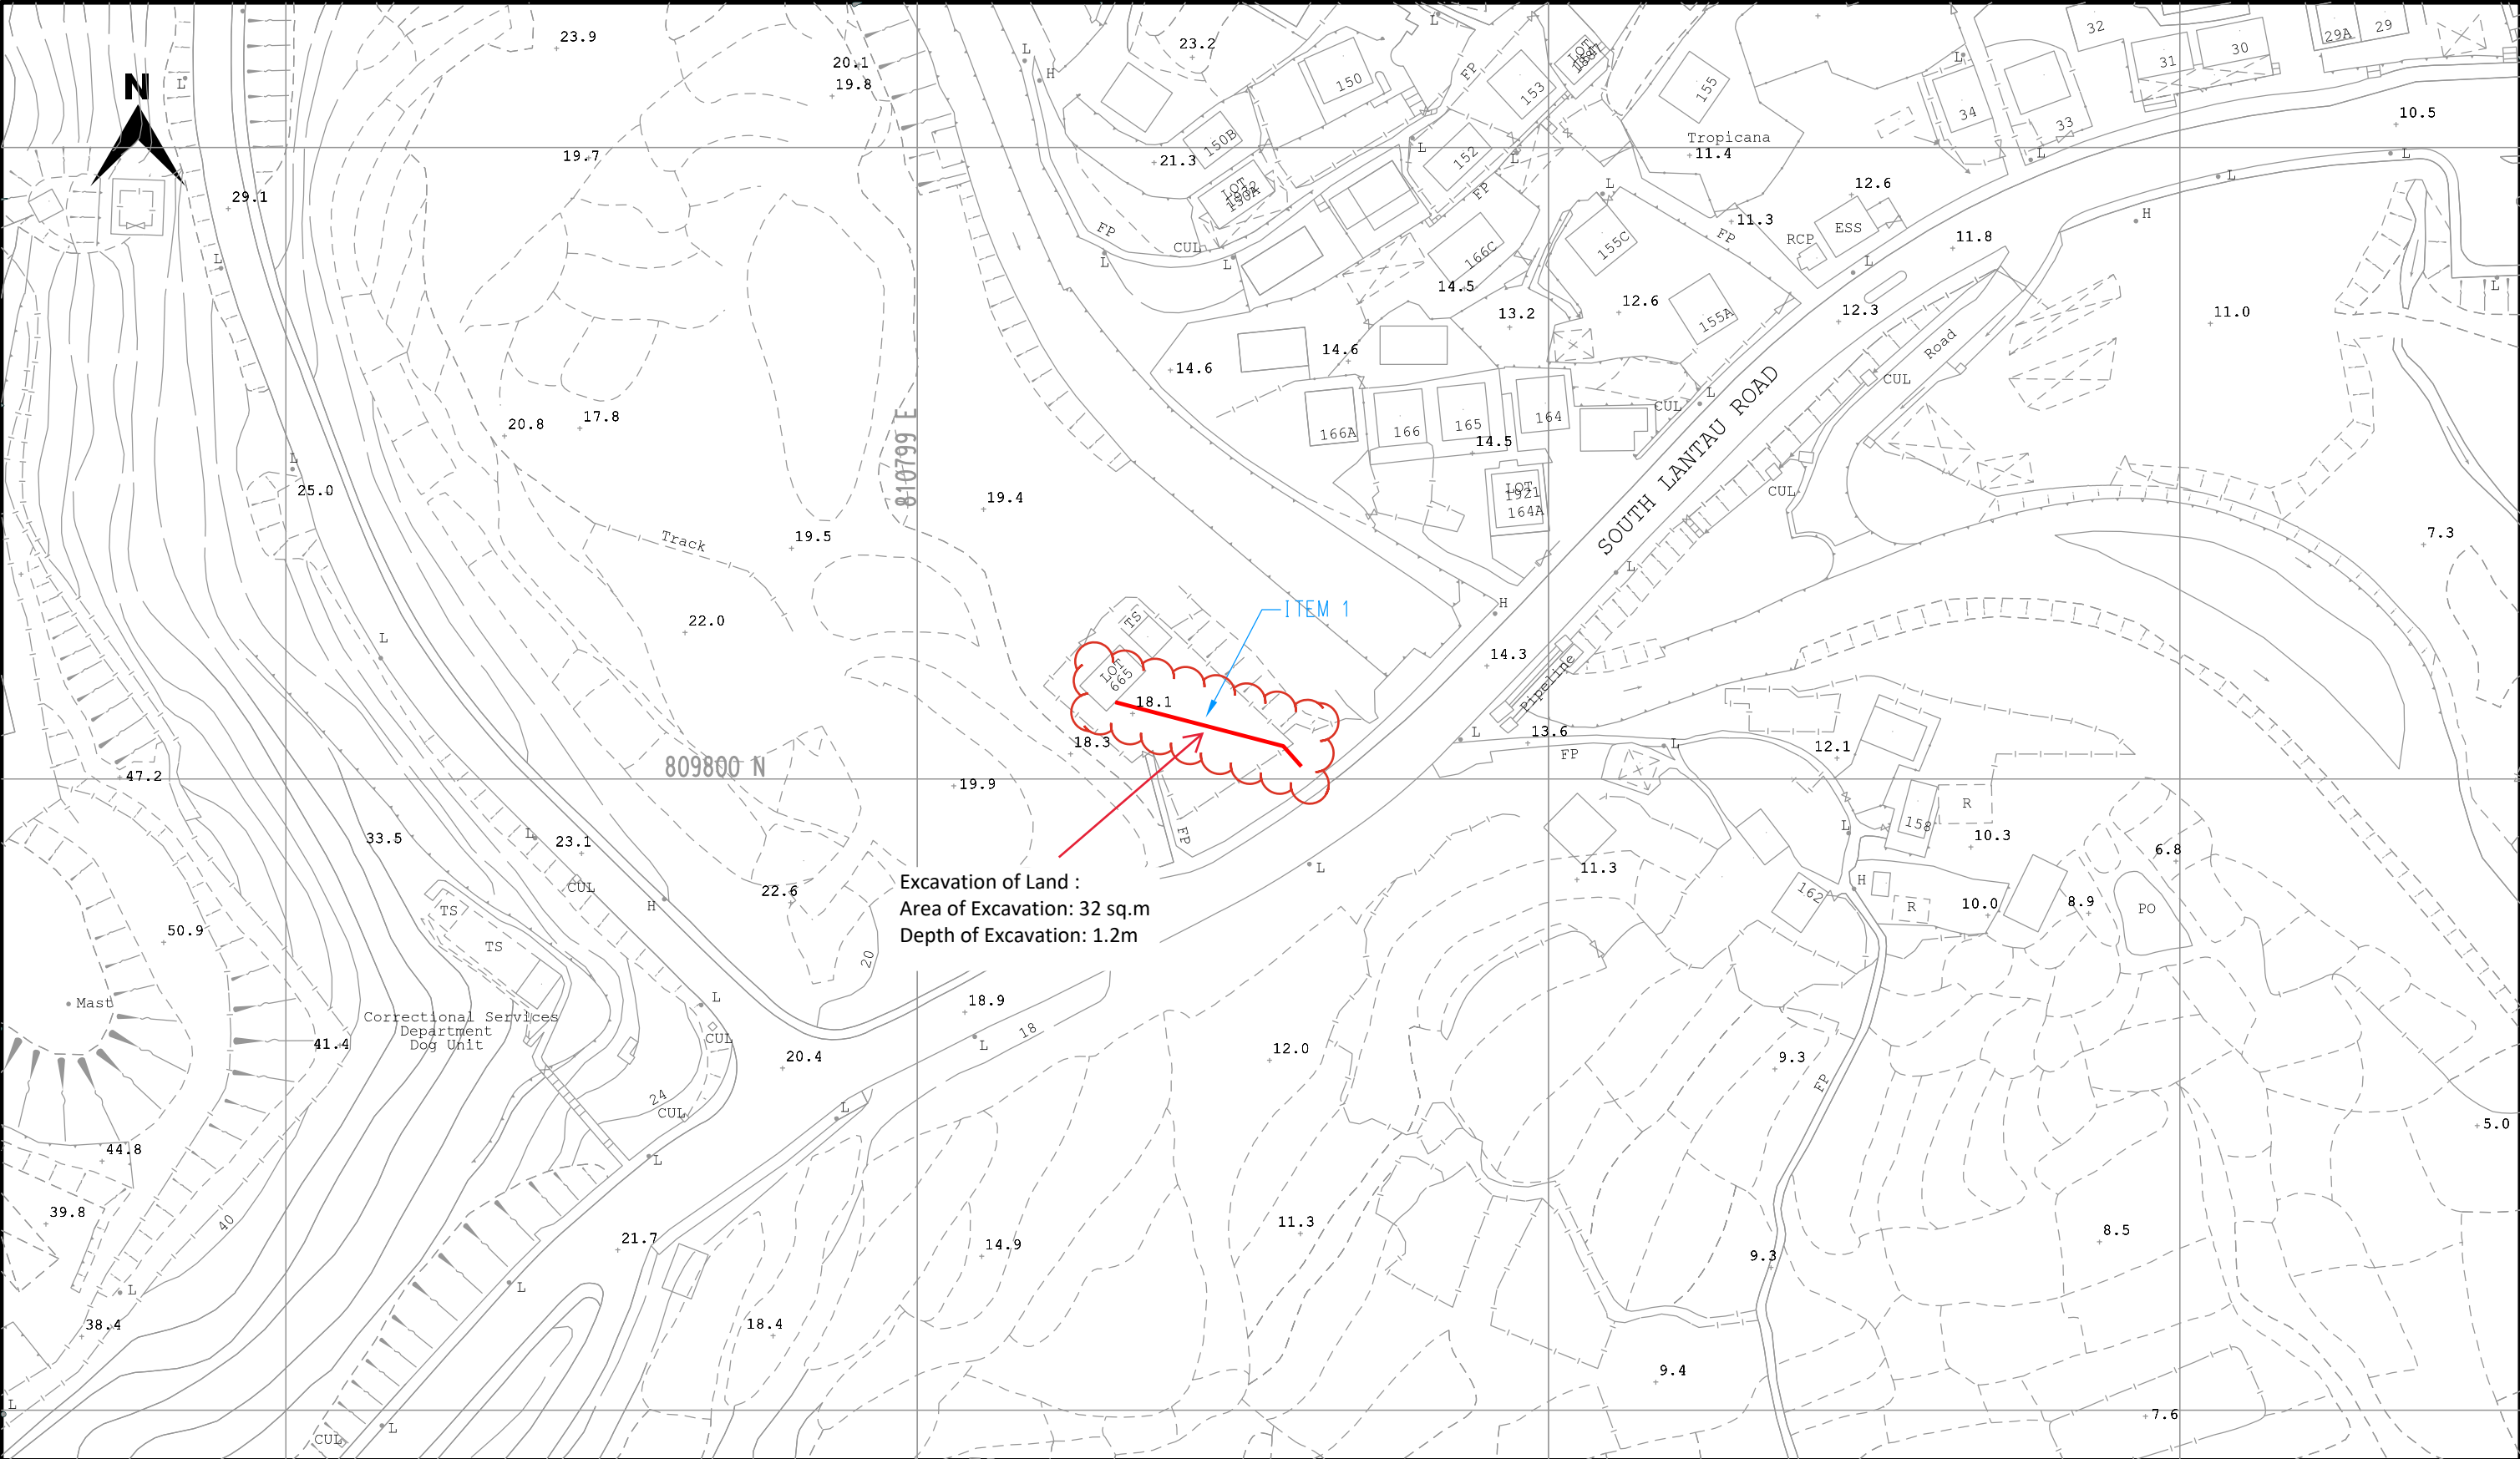 23.9
23.2
32
29A
29
30
31
20.1
19.8
L
L
H
L
150
FP
153
LOT
155
L
34
33
10.5
N
L
19.7
150B
21.3
L
152
L
Tropicana
11.4
L
L
29.1
LOT
FP
L
12.6
11.3
L
H
FP
CUL
166C
155C
FP
RCP
ESS
11.8
L
L
L
14.5
L
13.2
12.6
155A
12.3
11.0
L
14.6
14.6
Road
CUL
20.8
17.8
810799 E
166A
166
165
164
14.5
CUL
L
SOUTH LANTAU ROAD
L
25.0
19.4
LOT
1921
164A
CUL
Track
19.5
7.3
L
22.0
L
TS
ITEM 1
H
LOT
665
18.1
14.3
Pipeline
18.3
L
13.6
FP
L
12.1
809800 N
47.2
19.9
R
158
33.5
L
23.1
FP
L
10.3
6.8
CUL
22.6
H
Excavation of Land :
Area of Excavation: 32 sq.m
Depth of Excavation: 1.2m
L
11.3
162
H
R
10.0
8.9
PO
TS
50.9
TS
20
Mast
L
18.9
Correctional Services
Department
Dog Unit
41.4
CUL
L
18
20.4
12.0
9.3
FP
24
CUL
L
5.0
44.8
L
39.8
40
21.7
14.9
11.3
9.3
8.5
L
L
38.4
18.4
9.4
L
L
CUL
7.6